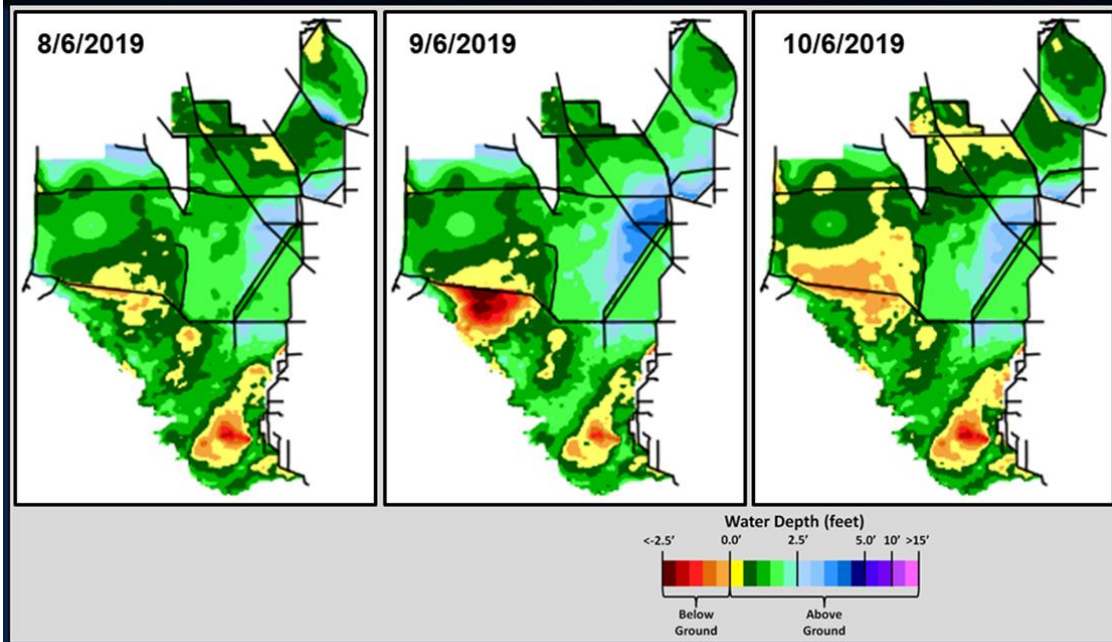 8/6/2019
9/6/2019
10/6/2019
Water Depth (feet)
<-2.5’ 0.0’ 2.5’ 5.0’ 10’ >15’
Below Ground
Above Ground